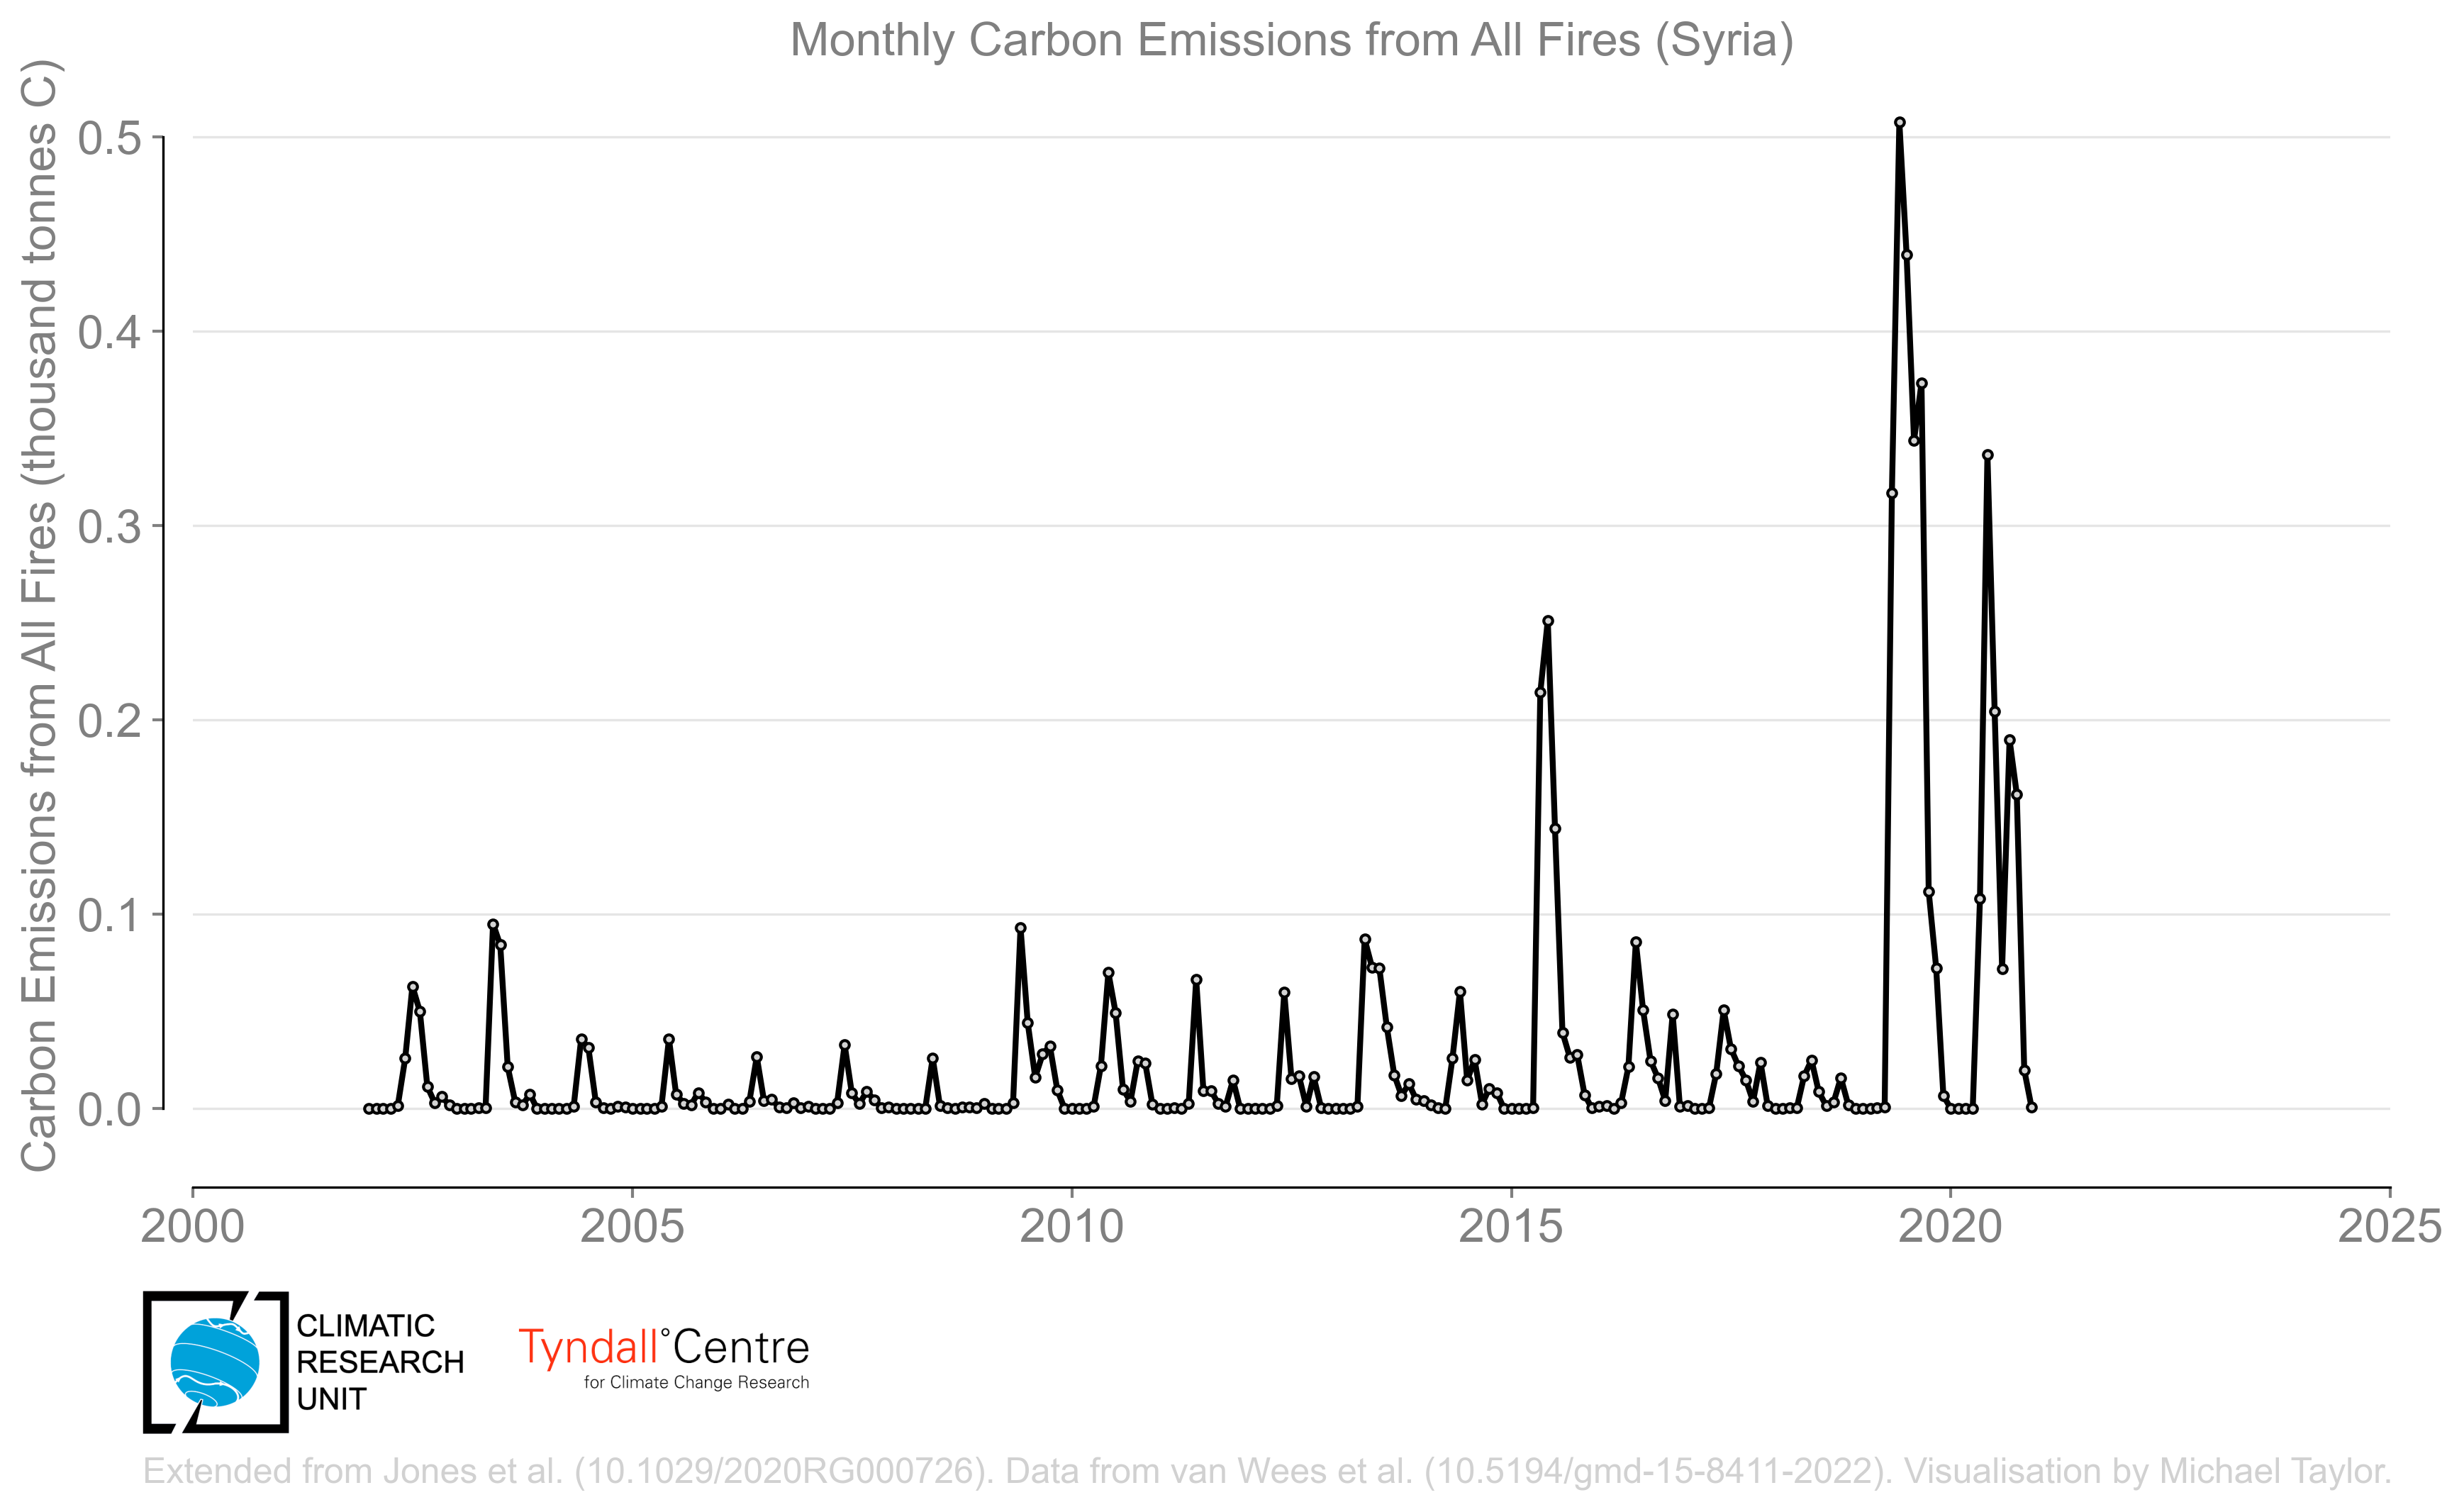 Monthly Carbon Emissions from All Fires (Syria)
Carbon Emissions from All Fires (thousand tonnes C)
0.5
0.4
0.3
0.2
0.1
0.0
2000
2005
2010
2015
2020
2025
CLIMATIC
RESEARCH
UNIT
Tyndall°Centre
for Climate Change Research
Extended from Jones et al. (10.1029/2020RG000726). Data from van Wees et al. (10.5194/gmd-15-8411-2022). Visualisation by Michael Taylor.